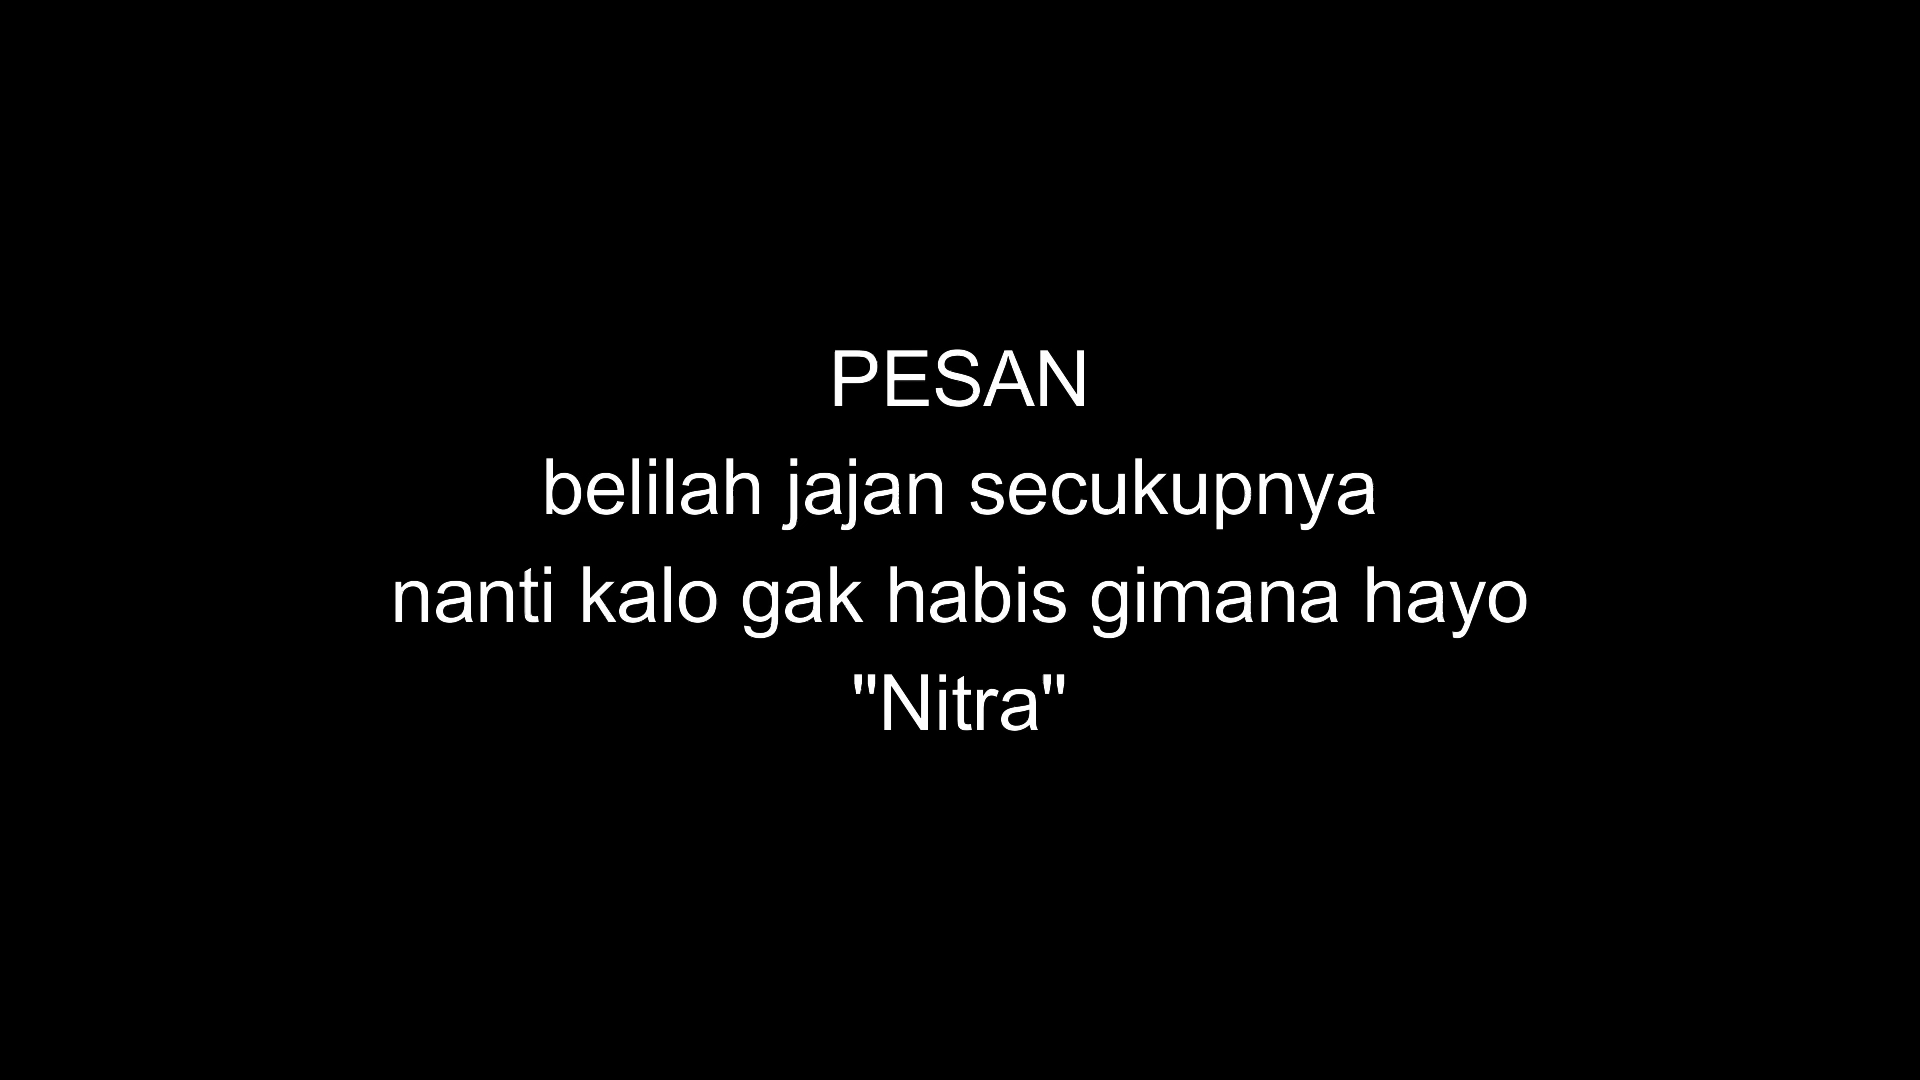 PESAN
belilah jajan secukupnya
nanti kalo gak habis gimana hayo
"Nitra"